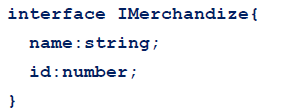 interface IMerchandize{
  name:string;
  id:number;
}